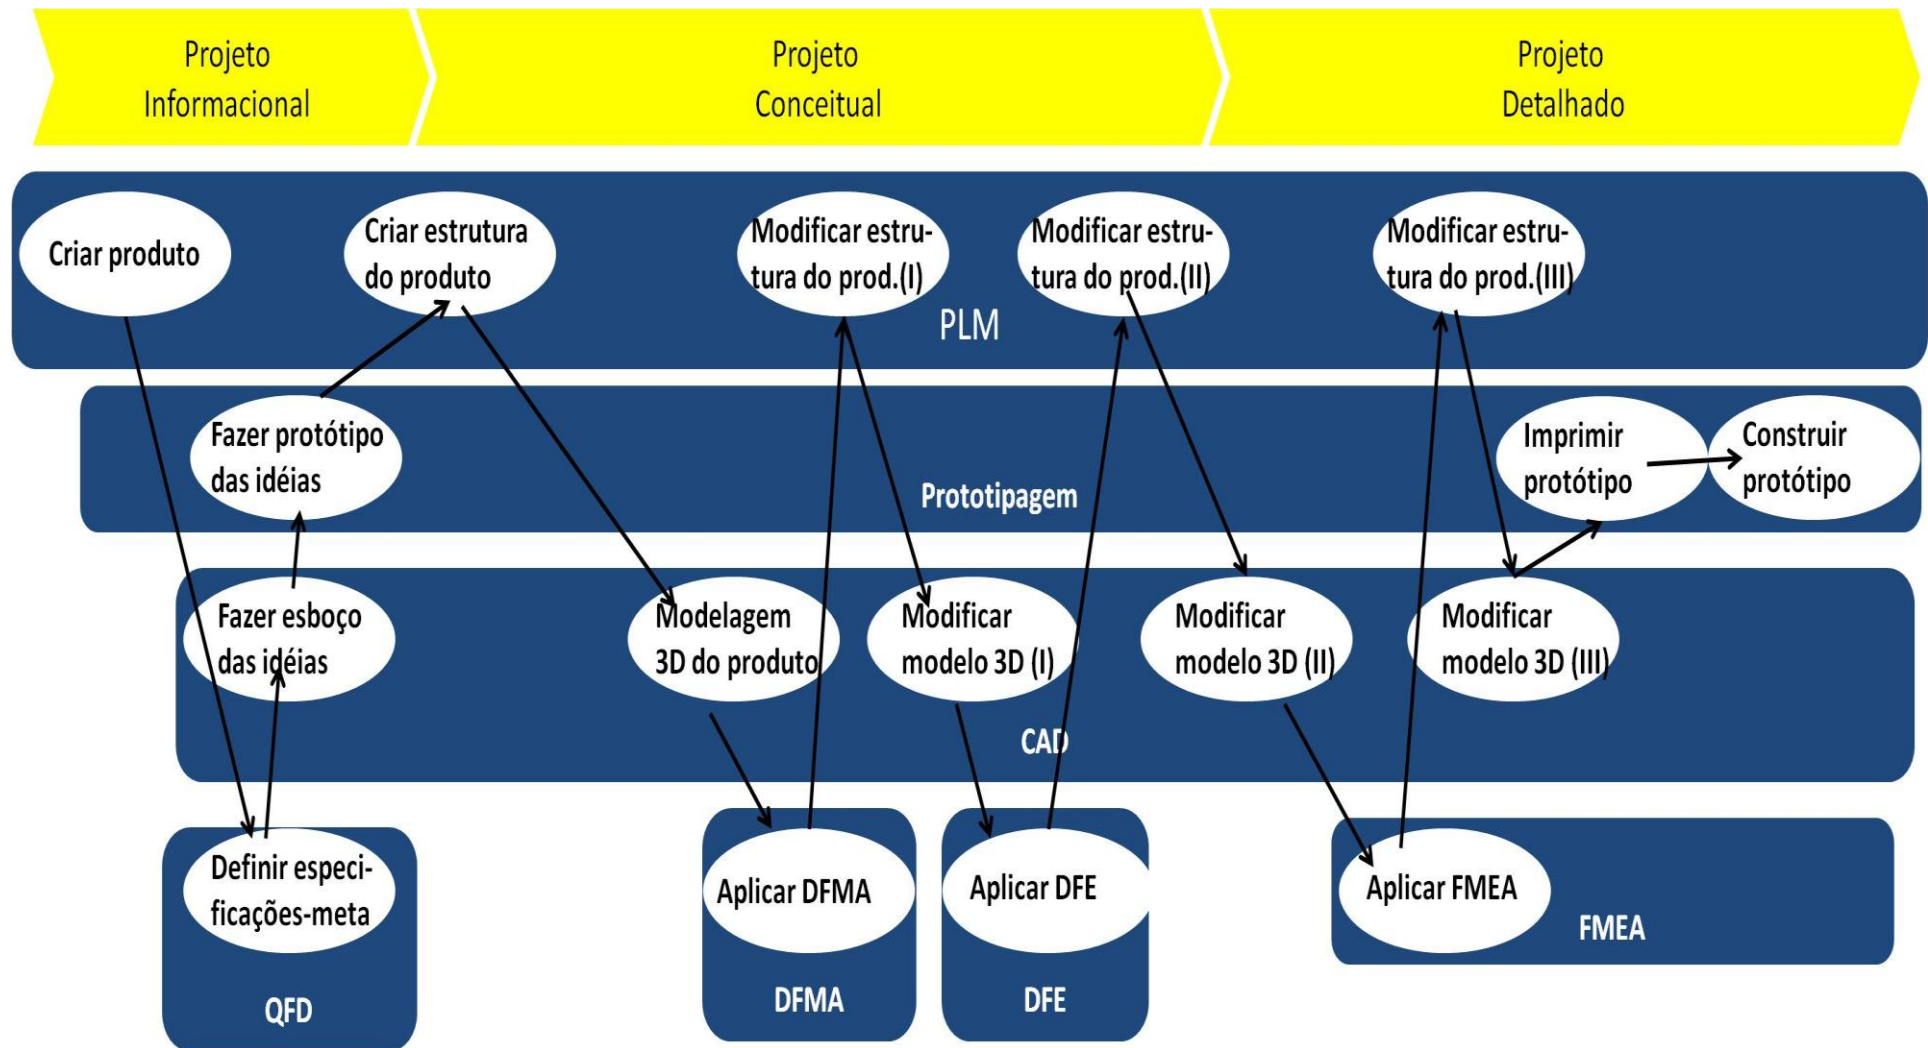 Projeto
Informacional
Projeto
Conceitual
Projeto
Detalhado
Criar produto
Criar estrutura
do produto
Modificar estru-
tura do prod.(I)
Modificar estru-
tura do prod.(II)
Modificar estru-
tura do prod.(III)
PLM
Fazer protótipo
das idéias
Imprimir
protótipo
Construir
protótipo
Prototipagem
Fazer esboço
das idéias
Modelagem
3D do produto
Modificar
modelo 3D (I)
Modificar
modelo 3D (II)
Modificar
modelo 3D (III)
CAD
Definir especi-
ficações-meta
QFD
Aplicar DFMA
DFMA
Aplicar DFE
DFE
Aplicar FMEA
FMEA